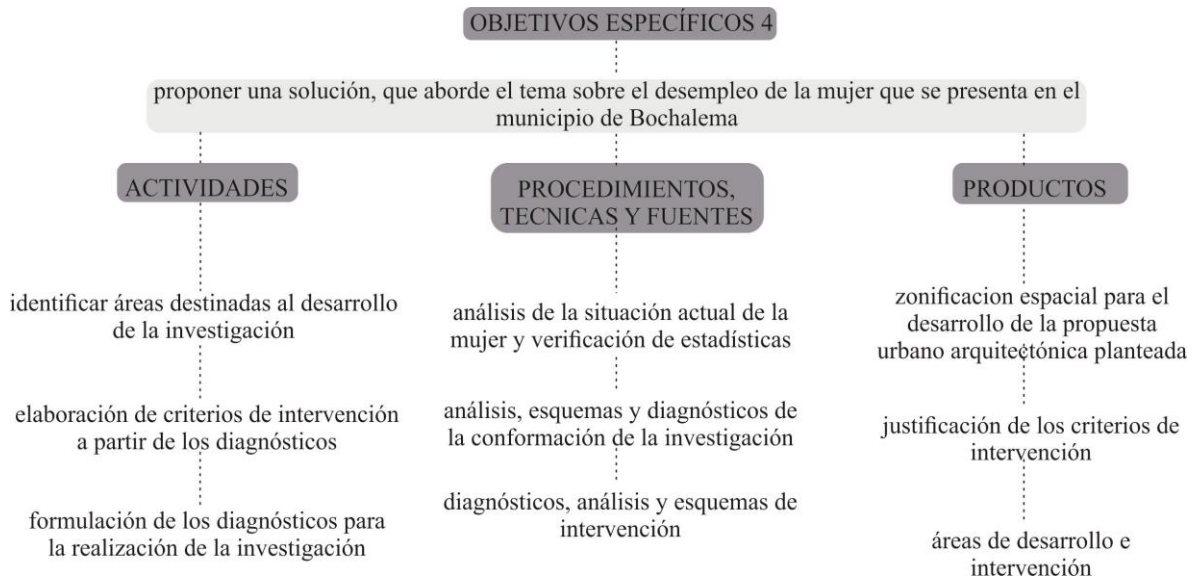 OBJETIVOS ESPECÍFICOS 4
proponer una solución, que aborde el tema sobre el desempleo de la mujer que se presenta en el
municipio de Bochalema
ACTIVIDADES
identificar áreas destinadas al desarrollo
de la investigación
elaboración de criterios de intervención
a partir de los diagnósticos
formulación de los diagnósticos para
la realización de la investigación
PROCEDIMIENTOS,
TECNICAS Y FUENTES
análisis de la situación actual de la
mujer y verificación de estadísticas
análisis, esquemas y diagnósticos de
la conformación de la investigación
diagnósticos, análisis y esquemas de
intervención
PRODUCTOS
zonificacion espacial para el
desarrollo de la propuesta
urbano arquitectónica planteada
justificación de los criterios de
intervención
áreas de desarrollo e
intervención